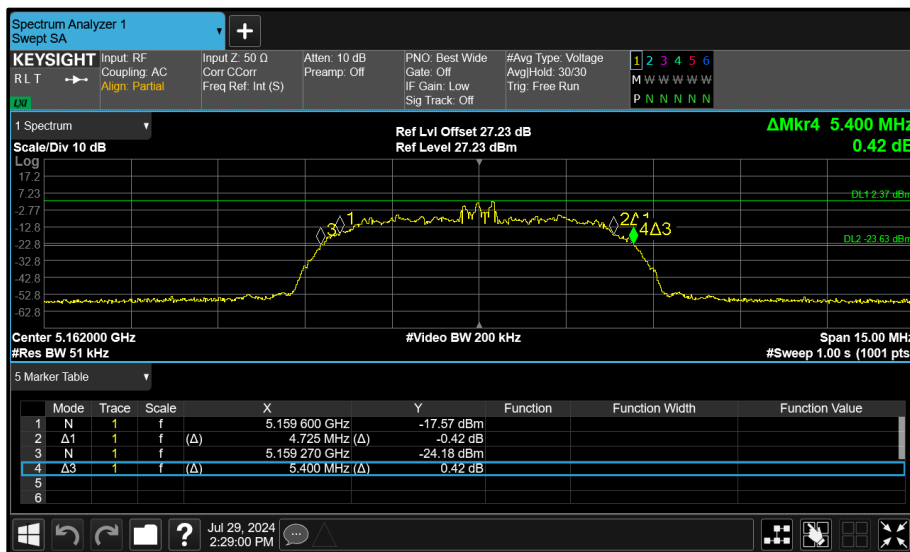 Spectrum Analyzer 1
Swept SA
+
KEYSIGHT Input: RF Input Z: 50 Ω Atten: 10 dB PNO: Best Wide #Avg Type: Voltage 1 2 3 4 5 6
R L T Coupling: AC Corr CCorr Preamp: Off Gate: Off Avg|Hold: 30/30 M W W W W W
Align: Partial Freq Ref: Int (S) IF Gain: Low Trig: Free Run
LXI Sig Track: Off P N N N N N
1 Spectrum
Ref Lvl Offset 27.23 dB ΔMkr4 5.400 MHz
Scale/Div 10 dB Ref Level 27.23 dBm 0.42 dB
Log
17.2
7.23
DL1 2.37 dBm
-2.77
1 2Δ1
-12.8
3 4Δ3
-22.8
DL2 -23.63 dBm
-32.8
-42.8
-52.8
-62.8
Center 5.162000 GHz #Video BW 200 kHz Span 15.00 MHz
#Res BW 51 kHz #Sweep 1.00 s (1001 pts
5 Marker Table
Mode Trace Scale X Y Function Function Width Function Value
1 N 1 f 5.159 600 GHz -17.57 dBm
2 Δ1 1 f (Δ) 4.725 MHz (Δ) -0.42 dB
3 N 1 f 5.159 270 GHz -24.18 dBm
4 Δ3 1 f (Δ) 5.400 MHz (Δ) 0.42 dB
5
6
? Jul 29, 2024
2:29:00 PM